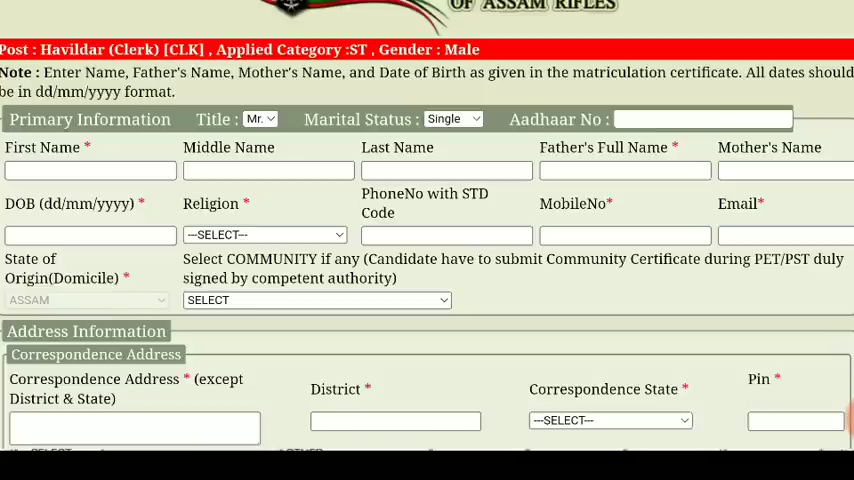 OF ASSAM RIFLES
Post : Havildar (Clerk) [CLK] , Applied Category :ST , Gender : Male
Note : Enter Name, Father's Name, Mother's Name, and Date of Birth as given in the matriculation certificate. All dates should
be in dd/mm/yyyy format.
Primary Information Title : Mr. Marital Status : Single Aadhaar No :
First Name * Middle Name Last Name Father's Full Name * Mother's Name
DOB (dd/mm/yyyy) * Religion * PhoneNo with STD Code MobileNo* Email*
---SELECT---
State of Origin(Domicile) * Select COMMUNITY if any (Candidate have to submit Community Certificate during PET/PST duly
signed by competent authority)
ASSAM SELECT
Address Information
Correspondence Address
Correspondence Address * (except District & State) District * Correspondence State * Pin *
---SELECT---